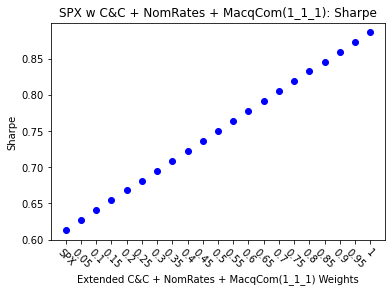 SPX w C&C + NomRates + MacqCom(1_1_1): Sharpe
0.85
0.80
0.75
0.70
0.65
0.60
Sharpe
SPX 0.05 0.1 0.15 0.2 0.25 0.3 0.35 0.4 0.45 0.5 0.55 0.6 0.65 0.7 0.75 0.8 0.85 0.9 0.95 1
Extended C&C + NomRates + MacqCom(1_1_1) Weights